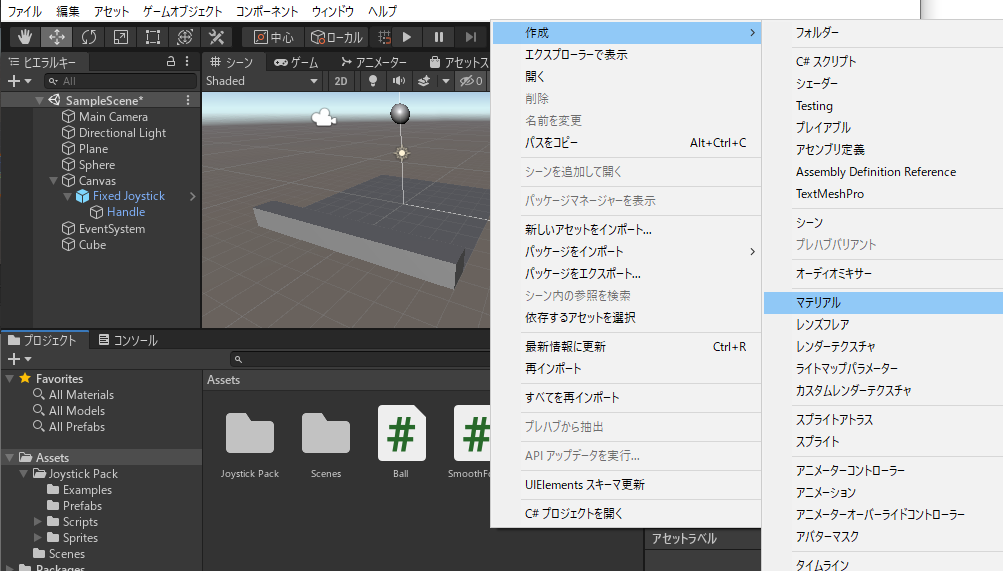 ファイル 編集 アセット ゲームオブジェクト コンポーネント ウィンドウ ヘルプ
中心 ローカル
ヒエラルキー
All
SampleScene*
Main Camera
Directional Light
Plane
Sphere
Canvas
Fixed Joystick
Handle
EventSystem
Cube
シーン ゲーム アニメーター アセットス
Shaded 2D 0
プロジェクト コンソール
Favorites
All Materials
All Models
All Prefabs
Assets
Joystick Pack
Examples
Prefabs
Scripts
Sprites
Scenes
Packages
Assets
Joystick Pack Scenes Ball SmoothFo
作成
エクスプローラーで表示
開く
削除
名前を変更
パスをコピー Alt+Ctrl+C
シーンを追加して開く
パッケージマネージャーを表示
新しいアセットをインポート...
パッケージをインポート
パッケージをエクスポート...
シーン内の参照を検索
依存するアセットを選択
最新情報に更新 Ctrl+R
再インポート
すべてを再インポート
プレハブから抽出
API アップデータを実行...
UIElements スキーマ更新
C# プロジェクトを開く
アセットラベル
フォルダー
C# スクリプト
シェーダー
Testing
プレイアブル
アセンブリ定義
Assembly Definition Reference
TextMeshPro
シーン
プレハブバリアント
オーディオミキサー
マテリアル
レンズフレア
レンダーテクスチャ
ライトマップパラメーター
カスタムレンダーテクスチャ
スプライトアトラス
スプライト
アニメーターコントローラー
アニメーション
アニメーターオーバーライドコントローラー
アバターマスク
タイムライン